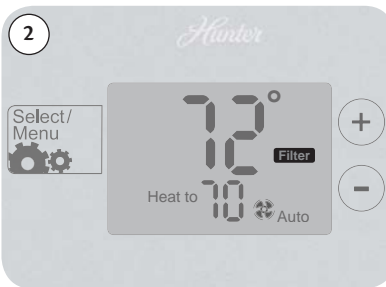 2
Hunter
Select/
Menu
72°
Filter
Heat to 70 Auto
+
-